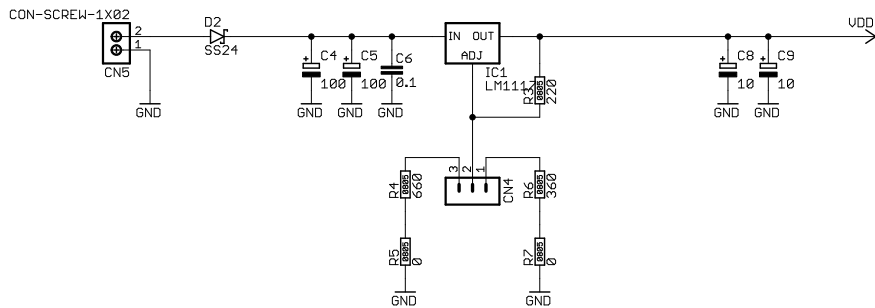 CON-SCREW-1X02
2
1
CN5
GND
D2
SS24
+ C4
100
GND
+ C5
100
GND
C6
0.1
GND
IN OUT
ADJ
IC1
LM1117
R3
0805
220
VDD
+ C8
10
GND
+ C9
10
GND
3
2
1
CN4
R4
0805
660
R5
0805
0
GND
R6
0805
360
R7
0805
0
GND